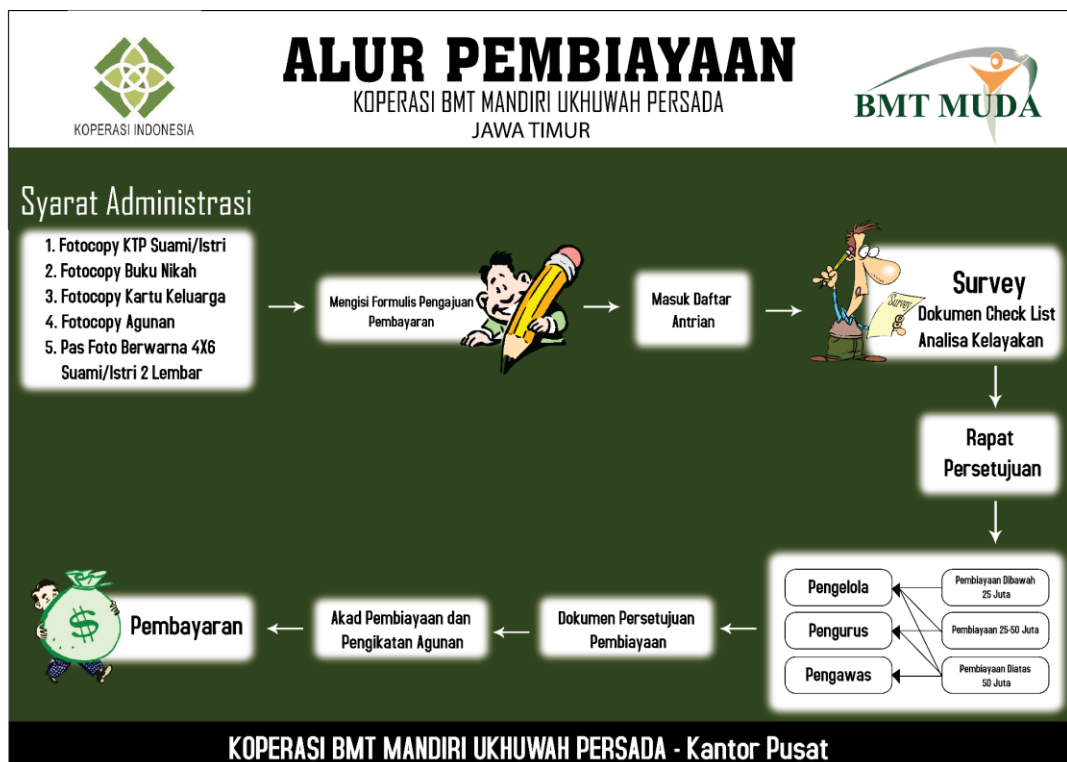 KOPERASI INDONESIA
ALUR PEMBIAYAAN
KOPERASI BMT MANDIRI UKHUWAH PERSADA
JAWA TIMUR
BMT MUDA
Syarat Administrasi
1. Fotocopy KTP Suami/Istri
2. Fotocopy Buku Nikah
3. Fotocopy Kartu Keluarga
4. Fotocopy Agunan
5. Pas Foto Berwarna 4X6
Suami/Istri 2 Lembar
Mengisi Formulis Pengajuan
Pembayaran
Masuk Daftar
Antrian
Survey
Survey
Dokumen Check List
Analisa Kelayakan
Rapat
Persetujuan
Pengelola
Pembiayaan Dibawah
25 Juta
Pengurus
Pembiayaan 25-50 Juta
Pengawas
Pembiayaan Diatas
50 Juta
Dokumen Persetujuan
Pembiayaan
Akad Pembiayaan dan
Pengikatan Agunan
$
Pembayaran
KOPERASI BMT MANDIRI UKHUWAH PERSADA - Kantor Pusat